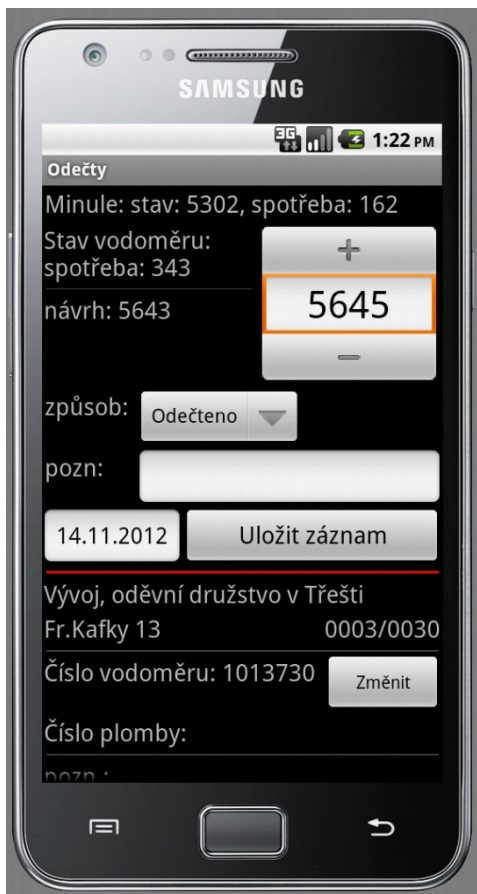 SAMSUNG
3G 1:22 PM
Odečty
Minule: stav: 5302, spotřeba: 162
Stav vodoměru:
spotřeba: 343
+
návrh: 5643
5645
−
způsob: Odečteno
pozn:
14.11.2012 Uložit záznam
Vývoj, oděvní družstvo v Třešti
Fr.Kafky 13 0003/0030
Číslo vodoměru: 1013730 Změnit
Číslo plomby:
pozn.: